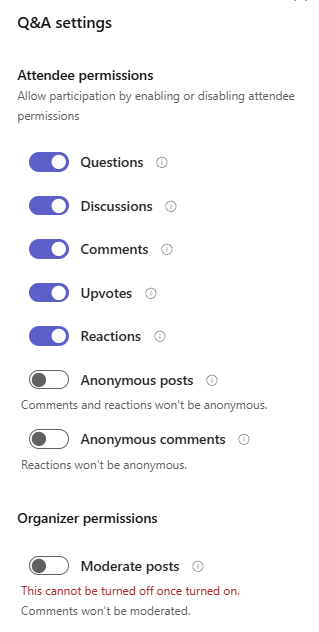 Q&A settings
Attendee permissions
Allow participation by enabling or disabling attendee
permissions
Questions
Discussions
Comments
Upvotes
Reactions
Anonymous posts
Comments and reactions won't be anonymous.
Anonymous comments
Reactions won't be anonymous.
Organizer permissions
Moderate posts
This cannot be turned off once turned on.
Comments won't be moderated.